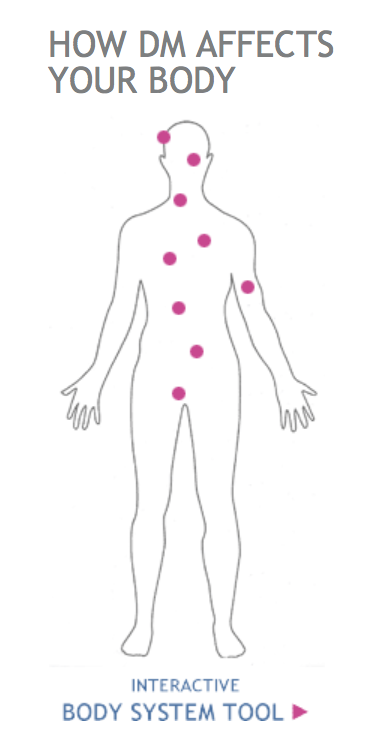 HOW DM AFFECTS
YOUR BODY
INTERACTIVE
BODY SYSTEM TOOL